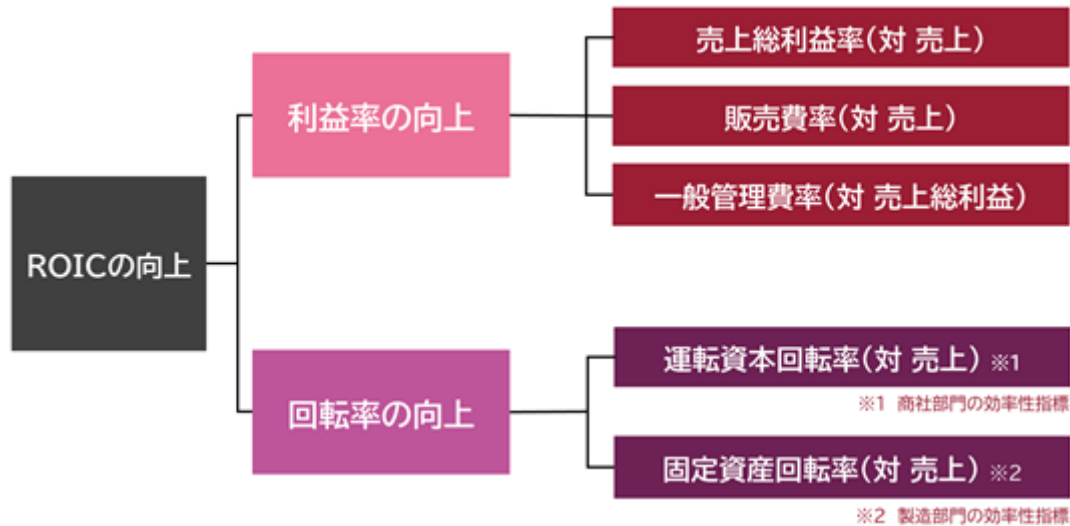 ROICの向上
利益率の向上
売上総利益率(対 売上)
販売費率(対 売上)
一般管理費率(対 売上総利益)
回転率の向上
運転資本回転率(対 売上) ※1
※1 商社部門の効率性指標
固定資産回転率(対 売上) ※2
※2 製造部門の効率性指標